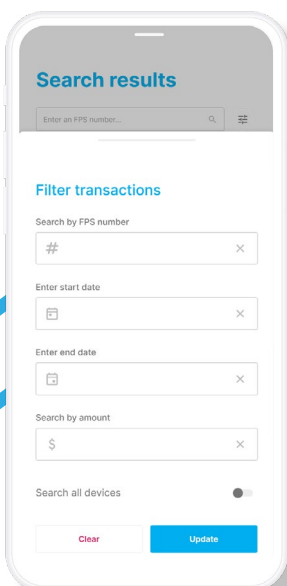 Search results
Enter an FPS number...
Filter transactions
Search by FPS number
#
Enter start date
Enter end date
Search by amount
$
Search all devices
Clear Update